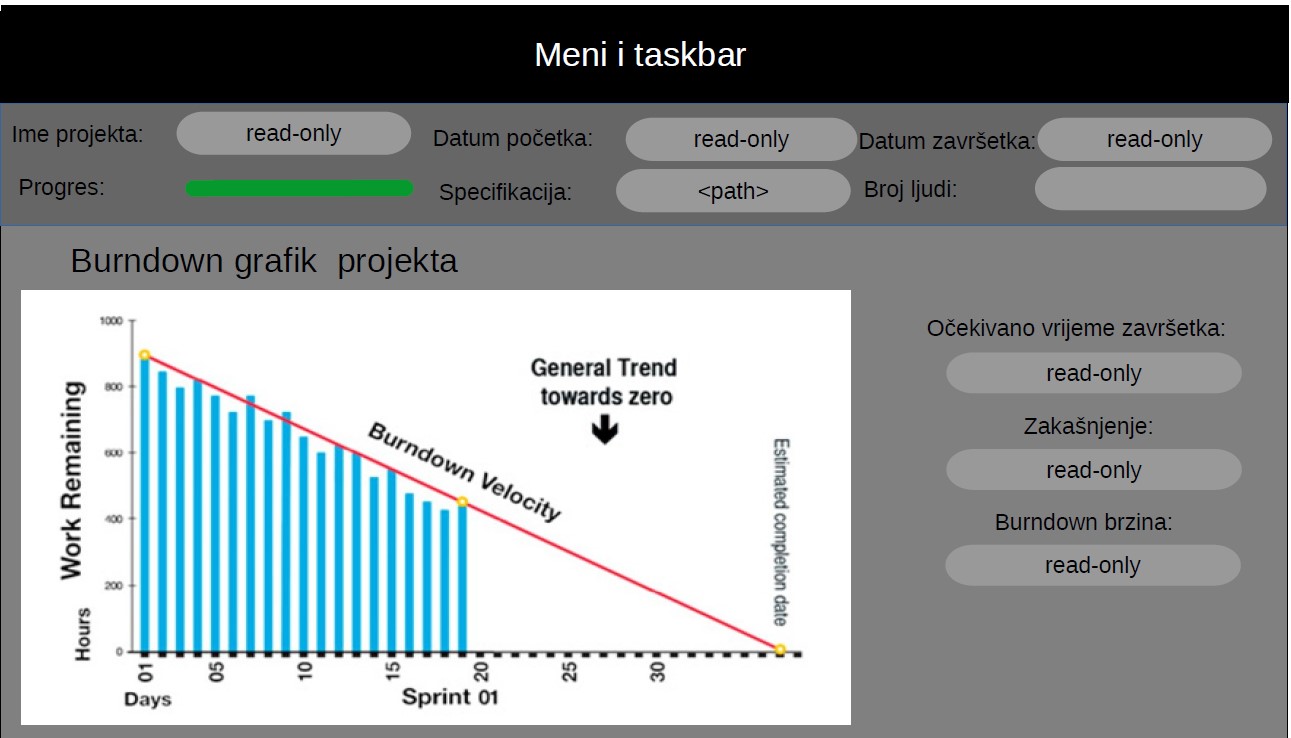 Meni i taskbar
Ime projekta: read-only Datum početka: read-only Datum završetka: read-only
Progres: Specifikacija: <path> Broj ljudi:
Burndown grafik projekta
1000
800
600
400
200
0
Work Remaining
Hours
General Trend
towards zero
Burndown Velocity
Estimated completion date
01 05 10 15 20 25 30
Days Sprint 01
Očekivano vrijeme završetka:
read-only
Zakašnjenje:
read-only
Burndown brzina:
read-only